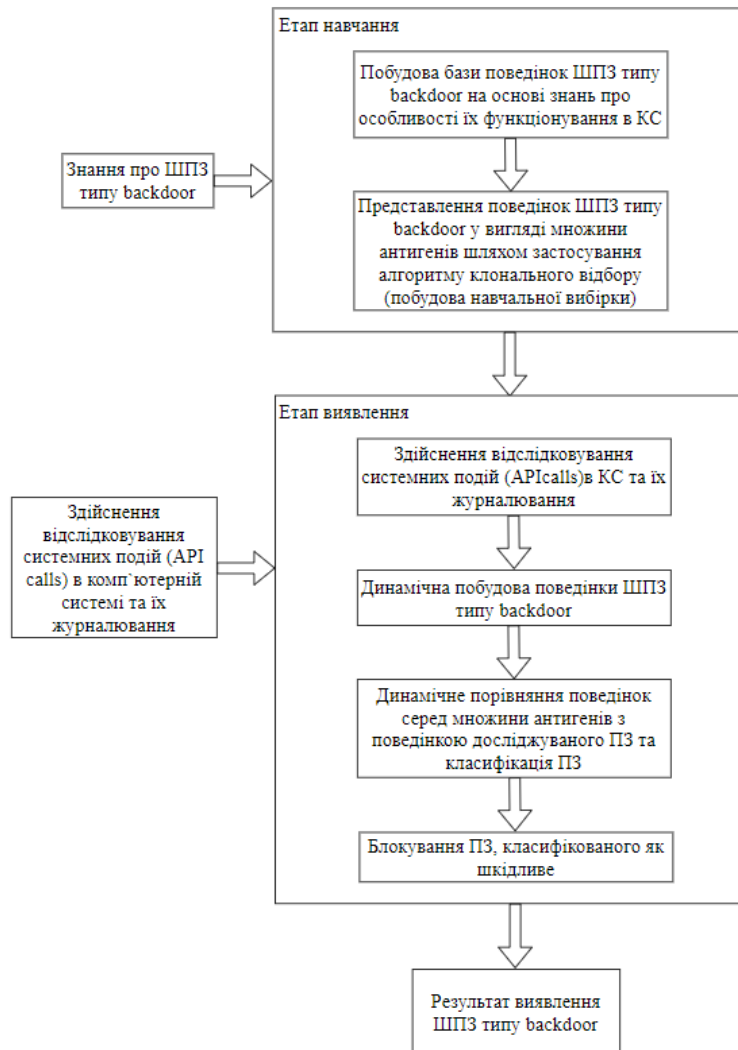 Етап навчання
Побудова бази поведінок ШПЗ типу
backdoor на основі знань про
особливості їх функціонування в КС
Знання про ШПЗ
типу backdoor
Представлення поведінок ШПЗ типу
backdoor у вигляді множини
антигенів шляхом застосування
алгоритму клонального відбору
(побудова навчальної вибірки)
Етап виявлення
Здійснення відслідковування
системних подій (APIcalls)в КС та їх
журналювання
Здійснення
відслідковування
системних подій (API
calls) в комп`ютерній
системі та їх
журналювання
Динамічна побудова поведінки ШПЗ
типу backdoor
Динамічне порівняння поведінок
серед множини антигенів з
поведінкою досліджуваного ПЗ та
класифікація ПЗ
Блокування ПЗ, класифікованого як
шкідливе
Результат виявлення
ШПЗ типу backdoor